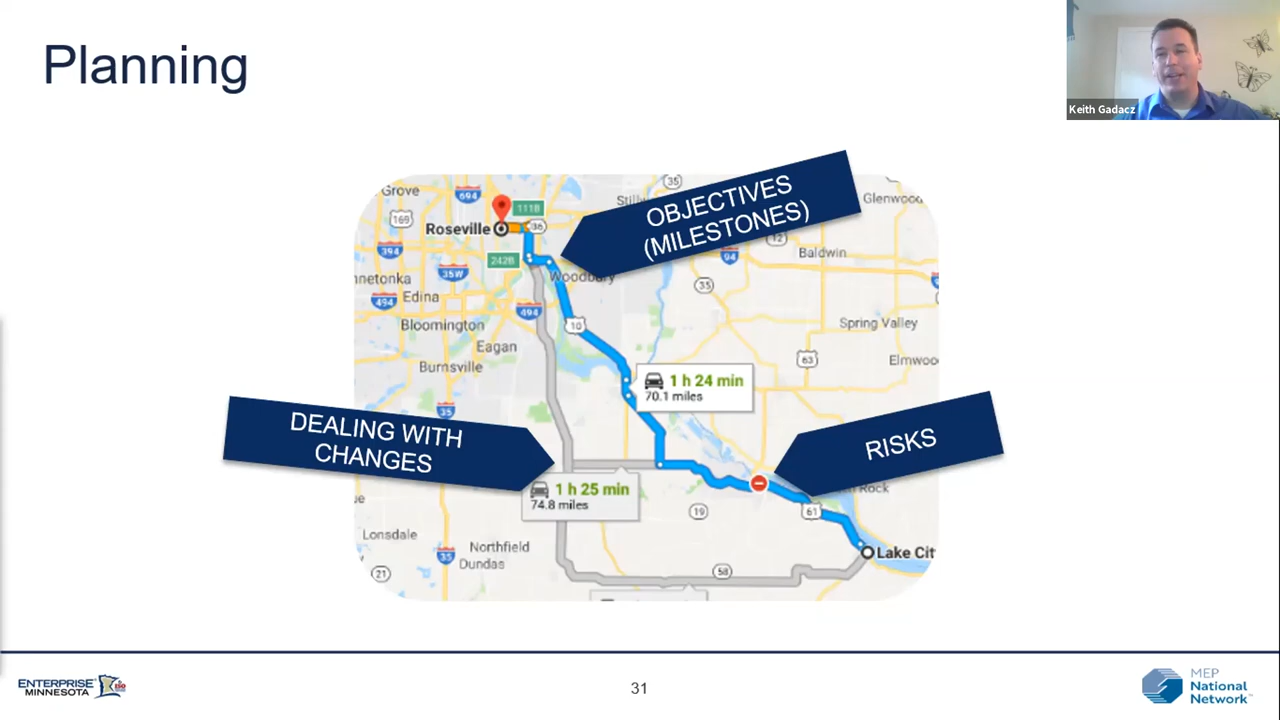 Planning
Keith Gadacz
OBJECTIVES
(MILESTONES)
Grove
694
35
Glenwood
169
111B
36
Roseville
12
394
242B
94
Baldwin
35W
Woodbury
netonka
494
Edina
35
494
10
Bloomington
Spring Valley
Eagan
63
Elmwoo
Burnsville
1 h 24 min
70.1 miles
35
DEALING WITH
CHANGES
RISKS
1 h 25 min
74.8 miles
Rock
19
61
Lonsdale
Northfield
35
Dundas
Lake Cit
21
58
ENTERPRISE
MINNESOTA
31
MEP
National
Network